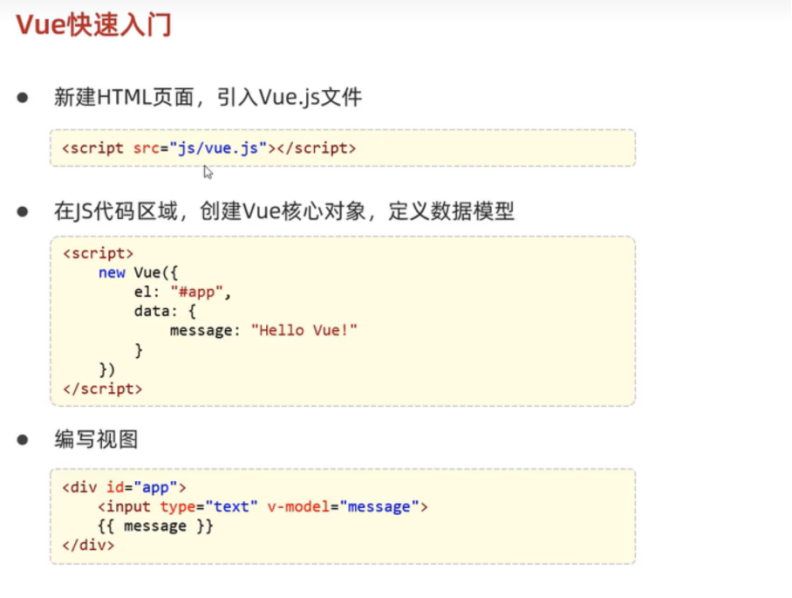 Vue快速入门
新建HTML页面，引入Vue.js文件
<script src="js/vue.js"></script>
在JS代码区域，创建Vue核心对象，定义数据模型
<script>
    new Vue({
        el: "#app",
        data: {
            message: "Hello Vue!"
        }
    })
</script>
编写视图
<div id="app">
    <input type="text" v-model="message">
    {{ message }}
</div>